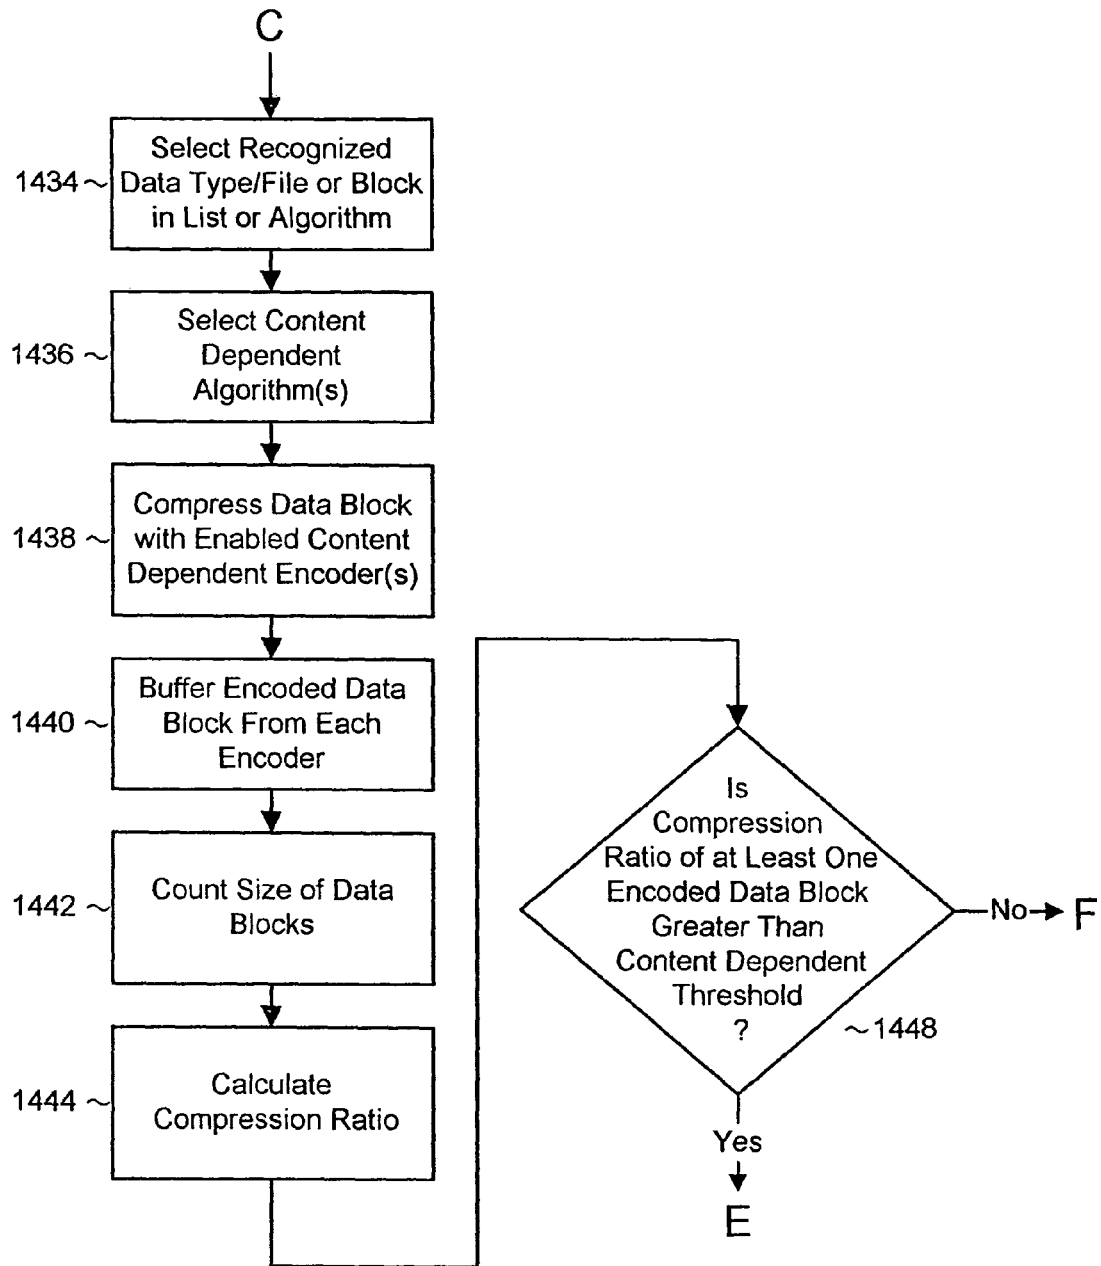 C
1434 ~
Select Recognized
Data Type/File or Block
in List or Algorithm
1436 ~
Select Content
Dependent
Algorithm(s)
1438 ~
Compress Data Block
with Enabled Content
Dependent Encoder(s)
1440 ~
Buffer Encoded Data
Block From Each
Encoder
1442 ~
Count Size of Data
Blocks
1444 ~
Calculate
Compression Ratio
Is
Compression
Ratio of at Least One
Encoded Data Block
Greater Than
Content Dependent
Threshold
?
~1448
No
F
Yes
E